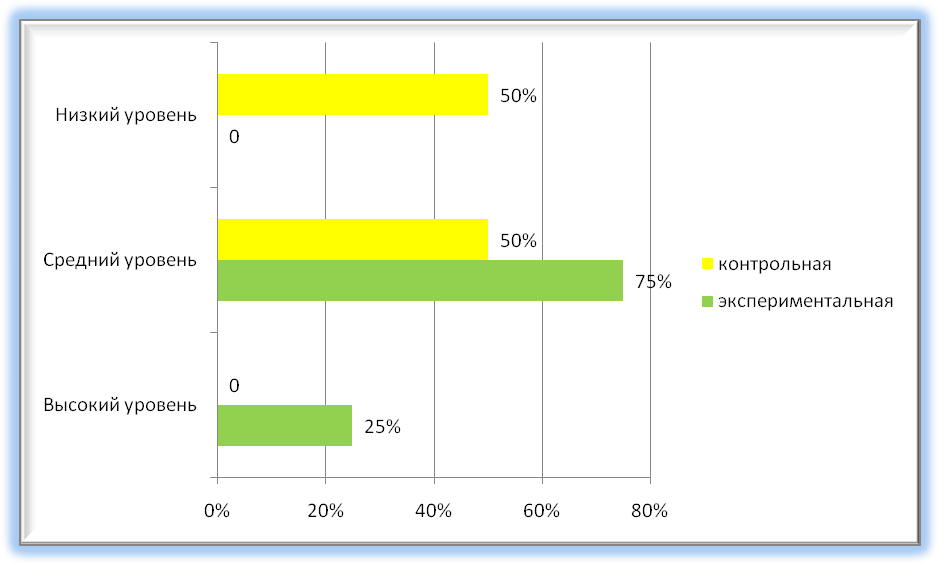 Низкий уровень
50%
0
Средний уровень
50%
75%
Высокий уровень
0
25%
0%
20%
40%
60%
80%
контрольная
экспериментальная